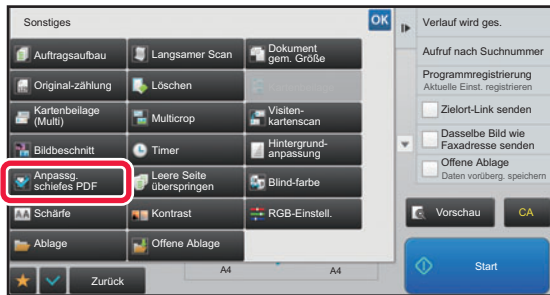 Sonstiges
OK
Auftragsaufbau
Langsamer Scan
Dokument
gem. Größe
Original-zählung
Löschen
Kartenbeilage
(Multi)
Multicrop
Visiten-
kartenscan
Bildbeschnitt
Timer
Hintergrund-
anpassung
Anpassg.
schiefes PDF
Leere Seite
überspringen
Blind-farbe
Schärfe
Kontrast
RGB-Einstell.
Ablage
Offene Ablage
Zurück
A4
A4
Verlauf wird ges.
Aufruf nach Suchnummer
Programmregistrierung
Aktuelle Einst. registrieren
Zielort-Link senden
Dasselbe Bild wie
Faxadresse senden
Offene Ablage
Daten vorüberg. speichern
Vorschau
CA
Start